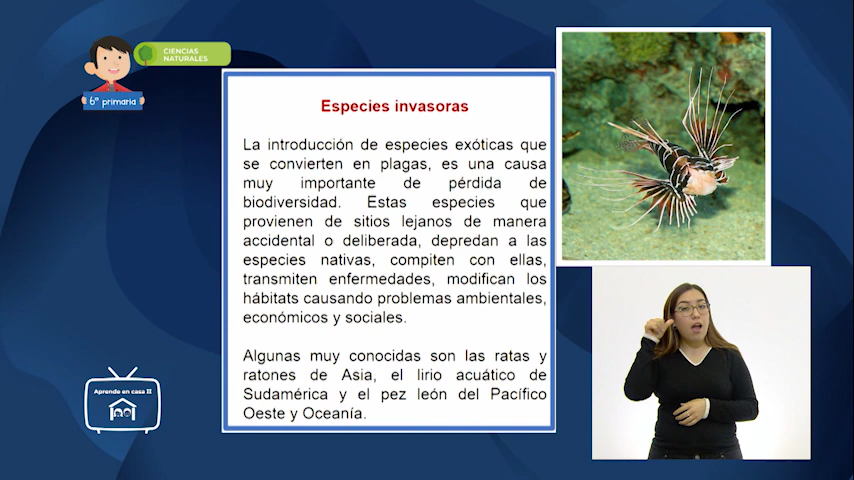 CIENCIAS
NATURALES
6° primaria
Especies invasoras
La introducción de especies exóticas que
se convierten en plagas, es una causa
muy importante de pérdida de
biodiversidad. Estas especies que
provienen de sitios lejanos de manera
accidental o deliberada, depredan a las
especies nativas, compiten con ellas,
transmiten enfermedades, modifican los
hábitats causando problemas ambientales,
económicos y sociales.
Algunas muy conocidas son las ratas y
ratones de Asia, el lirio acuático de
Sudamérica y el pez león del Pacífico
Oeste y Oceanía.
Aprende en casa II